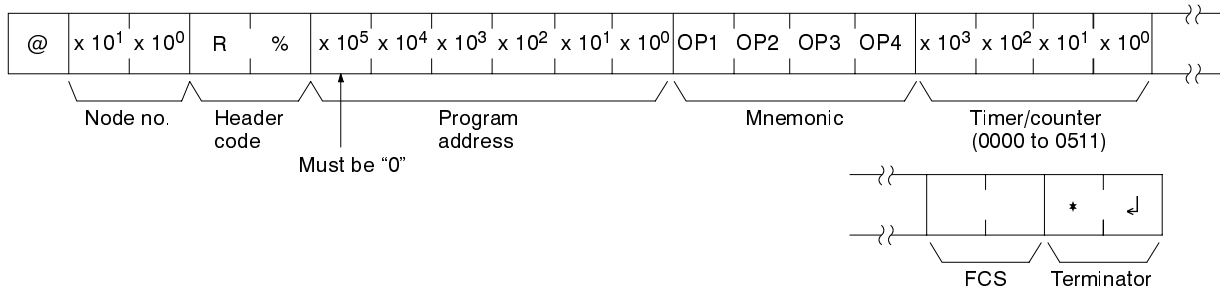 @ x 10¹ x 10⁰ R % x 10⁵ x 10⁴ x 10³ x 10² x 10¹ x 10⁰ OP1 OP2 OP3 OP4 x 10³ x 10² x 10¹ x 10⁰
Node no. Header code Program address Mnemonic Timer/counter (0000 to 0511)
Must be “0”
* ↵
FCS Terminator